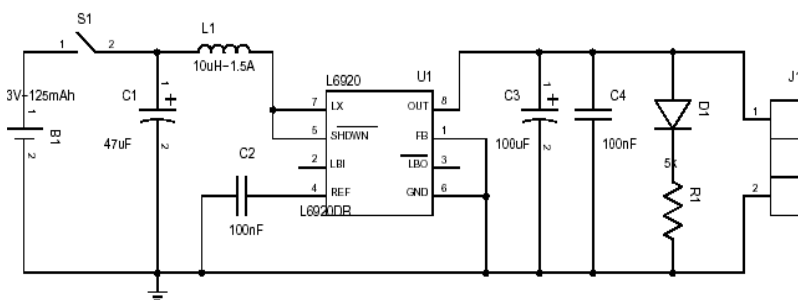 S1
1
2
L1
10uH-1.5A
3V-125mAh
1
B1
2
C1
1
+
47uF
2
C2
100nF
L6920
U1
7 LX
OUT 8
5 SHDWN
FB 1
2 LBI
LBO 3
4 REF
GND 6
L6920DB
C3
1
+
100uF
2
C4
100nF
D1
R1
J1
1
2